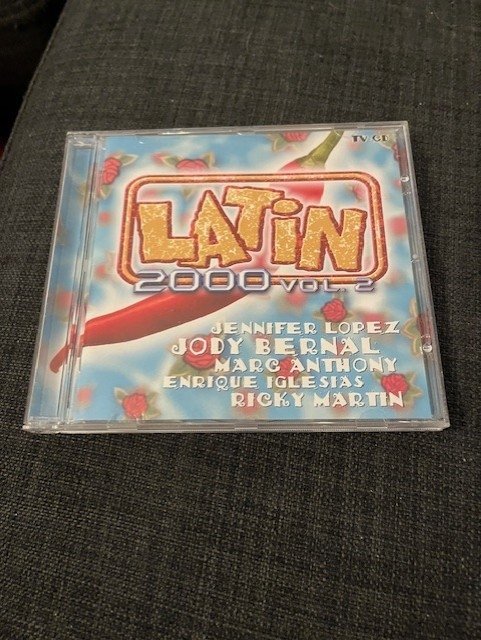 TV CD
LATiN
2000 VOL. 2
JENNIFER LOPEZ
JODY BERNAL
MARC ANTHONY
ENRIQUE IGLESIAS
RICKY MARTIN